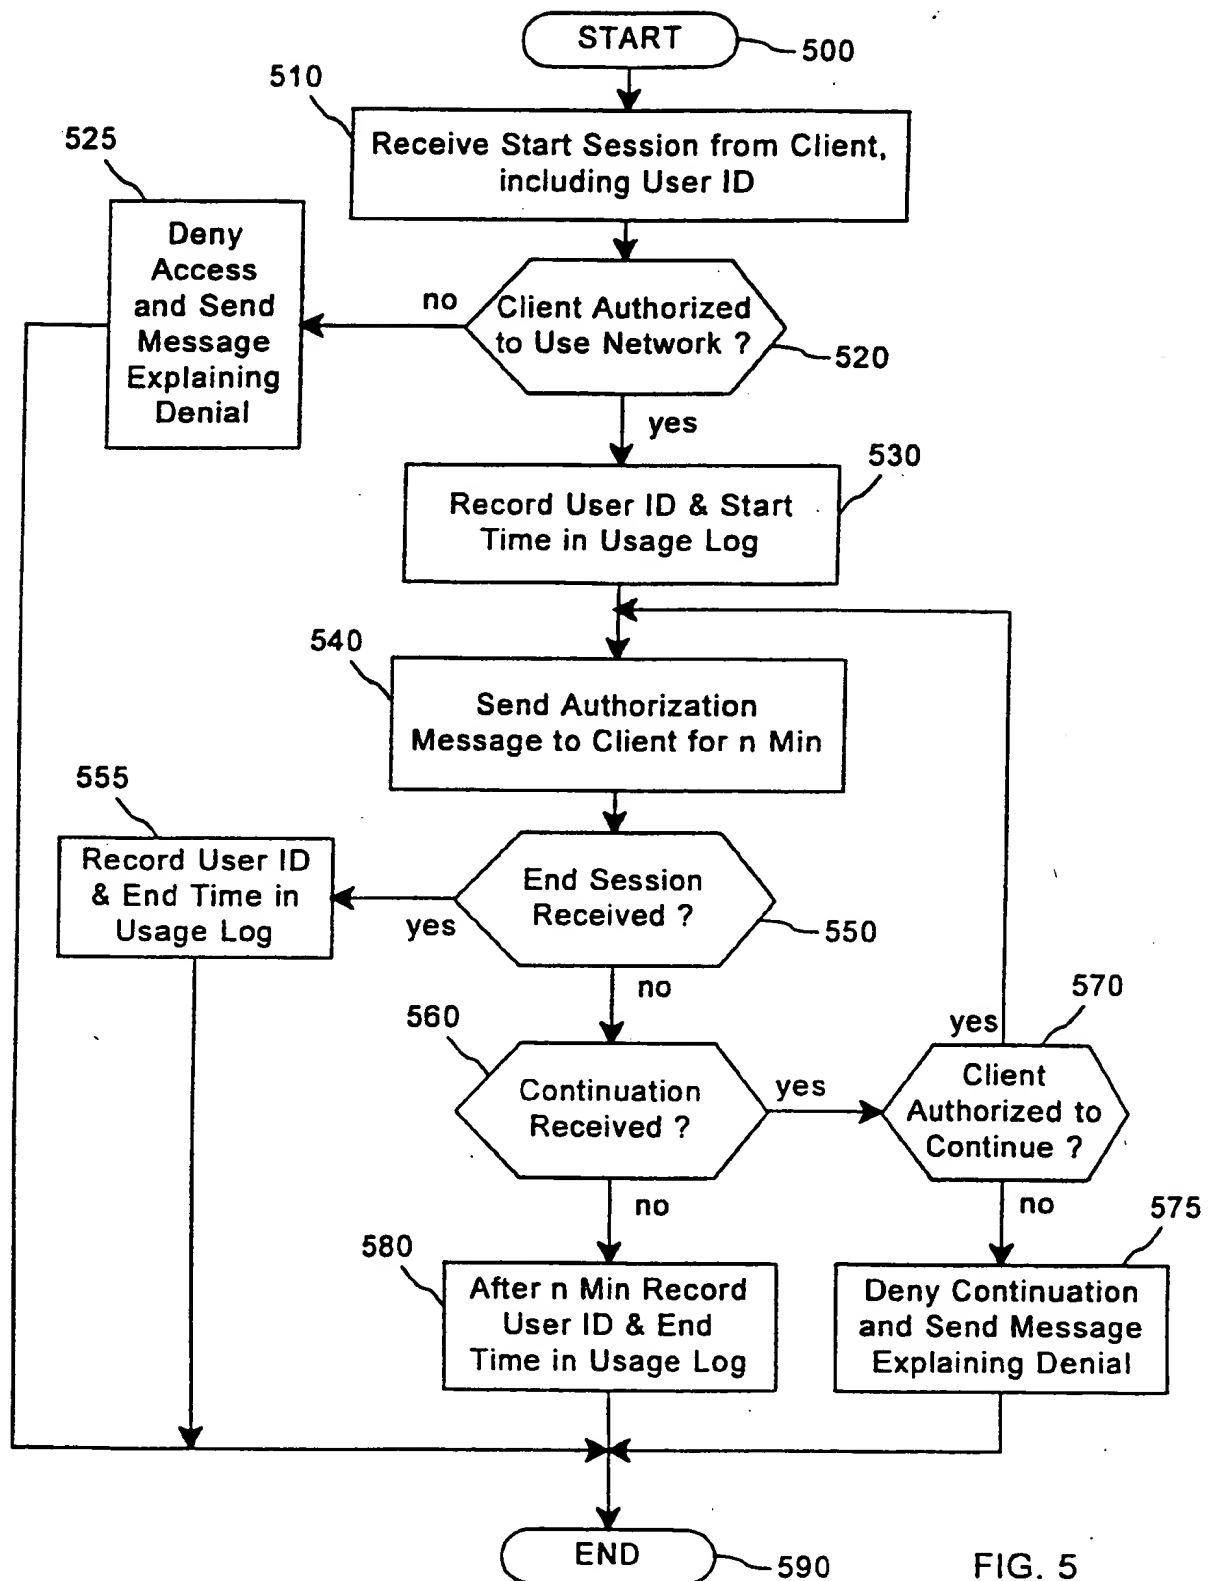 START
500
510
Receive Start Session from Client,
including User ID
525
Deny
Access
and Send
Message
Explaining
Denial
no
Client Authorized
to Use Network ?
520
yes
530
Record User ID & Start
Time in Usage Log
540
Send Authorization
Message to Client for n Min
555
Record User ID
& End Time in
Usage Log
yes
End Session
Received ?
550
no
560
Continuation
Received ?
yes
yes
570
Client
Authorized to
Continue ?
no
no
575
580
After n Min Record
User ID & End
Time in Usage Log
Deny Continuation
and Send Message
Explaining Denial
END
590
FIG. 5